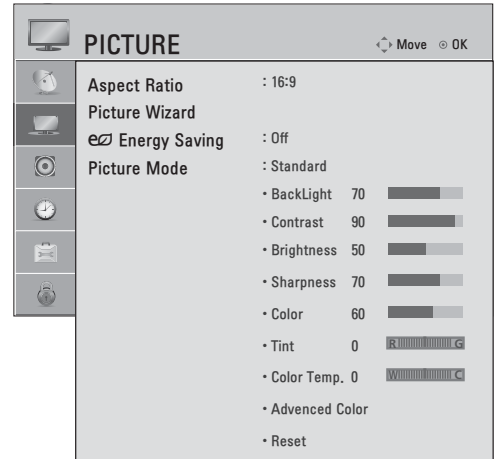 PICTURE Move OK
Aspect Ratio : 16:9
Picture Wizard
Energy Saving : Off
Picture Mode : Standard
• BackLight 70
• Contrast 90
• Brightness 50
• Sharpness 70
• Color 60
• Tint 0 R G
• Color Temp. 0 W C
• Advanced Color
• Reset